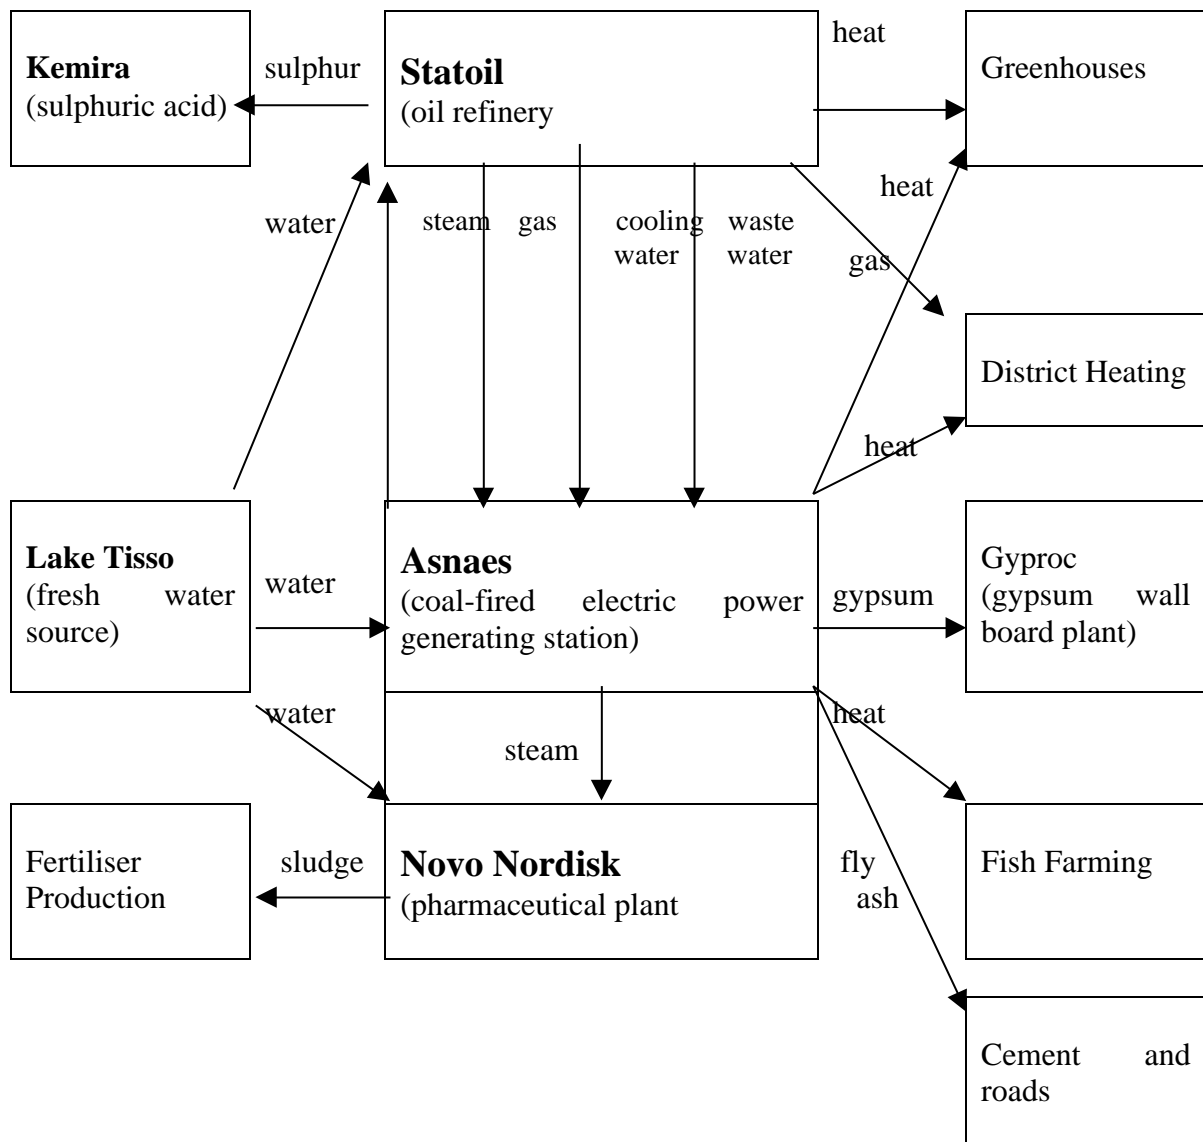 Kemira
(sulphuric acid)
sulphur
Statoil
(oil refinery
heat
Greenhouses
water
steam gas cooling waste
water water
heat
gas
District Heating
heat
Lake Tisso
(fresh water
source)
water
Asnaes
(coal-fired electric power
generating station)
gypsum
Gyproc
(gypsum wall
board plant)
water
steam
heat
Fertiliser
Production
sludge
Novo Nordisk
(pharmaceutical plant
fly
ash
Fish Farming
Cement and
roads